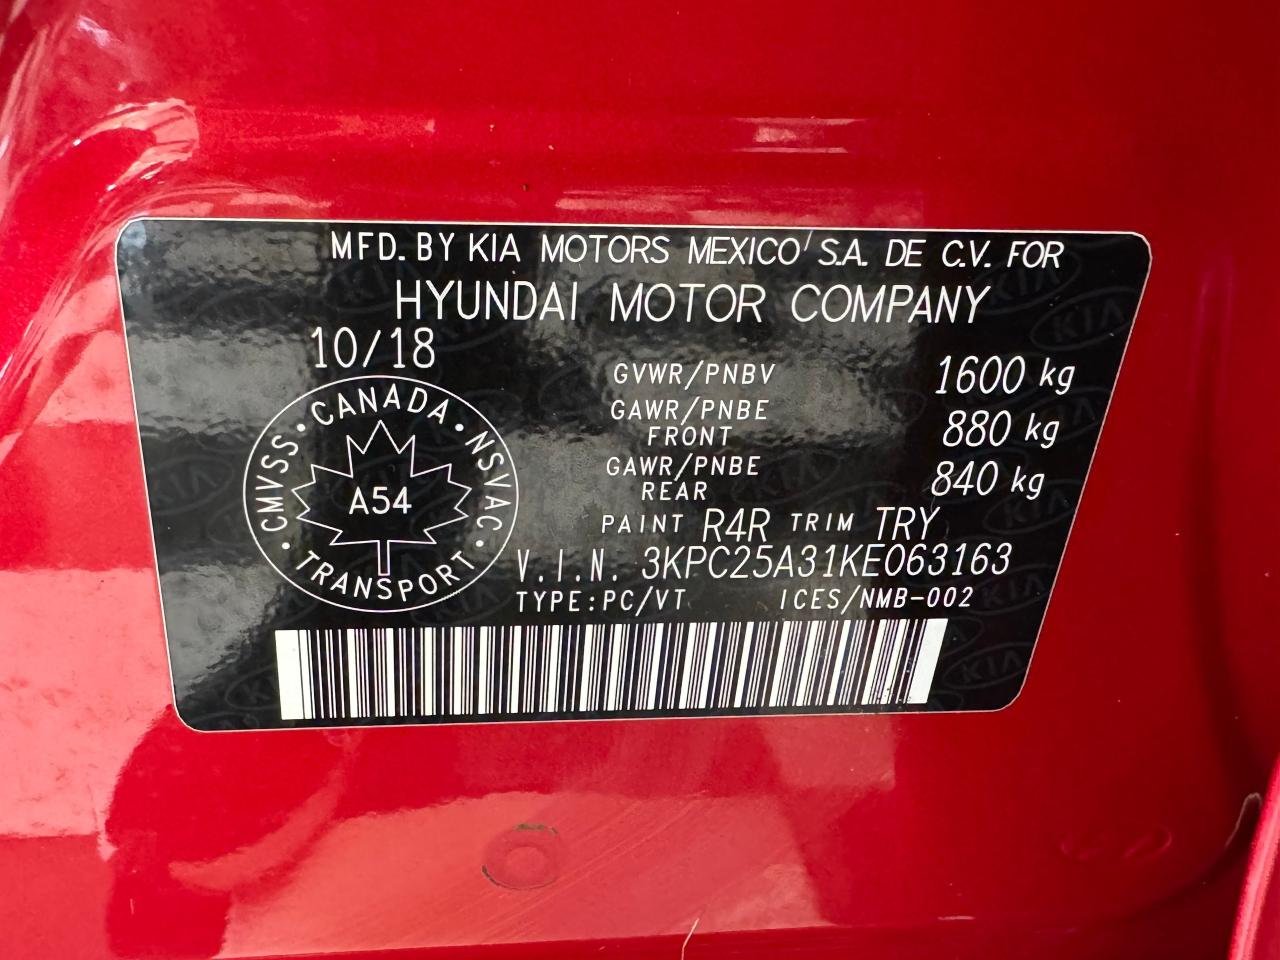 MFD. BY KIA MOTORS MEXICO S.A. DE C.V. FOR
HYUNDAI MOTOR COMPANY
10/18
CANADA
CMVSS
NSVAC
A54
TRANSPORT
GVWR/PNBV 1600 kg
GAWR/PNBE FRONT 880 kg
GAWR/PNBE REAR 840 kg
PAINT R4R TRIM TRY
V.I.N. 3KPC25A31KE063163
TYPE:PC/VT ICES/NMB-002
KIA